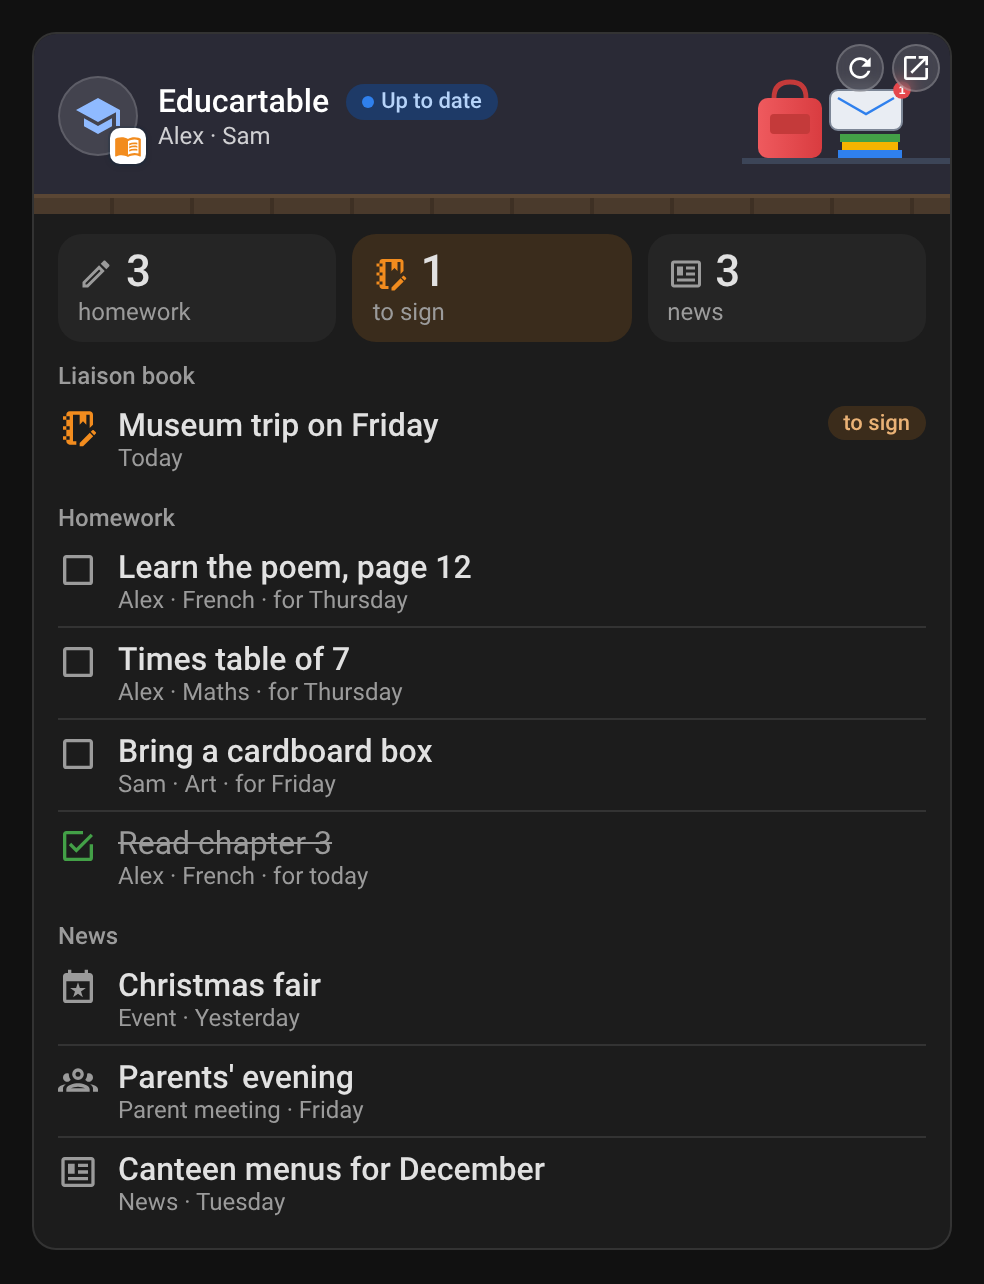 Educartable
Up to date
Alex · Sam
1
3
homework
1
to sign
3
news
Liaison book
Museum trip on Friday
to sign
Today
Homework
Learn the poem, page 12
Alex · French · for Thursday
Times table of 7
Alex · Maths · for Thursday
Bring a cardboard box
Sam · Art · for Friday
Read chapter 3
Alex · French · for today
News
Christmas fair
Event · Yesterday
Parents' evening
Parent meeting · Friday
Canteen menus for December
News · Tuesday